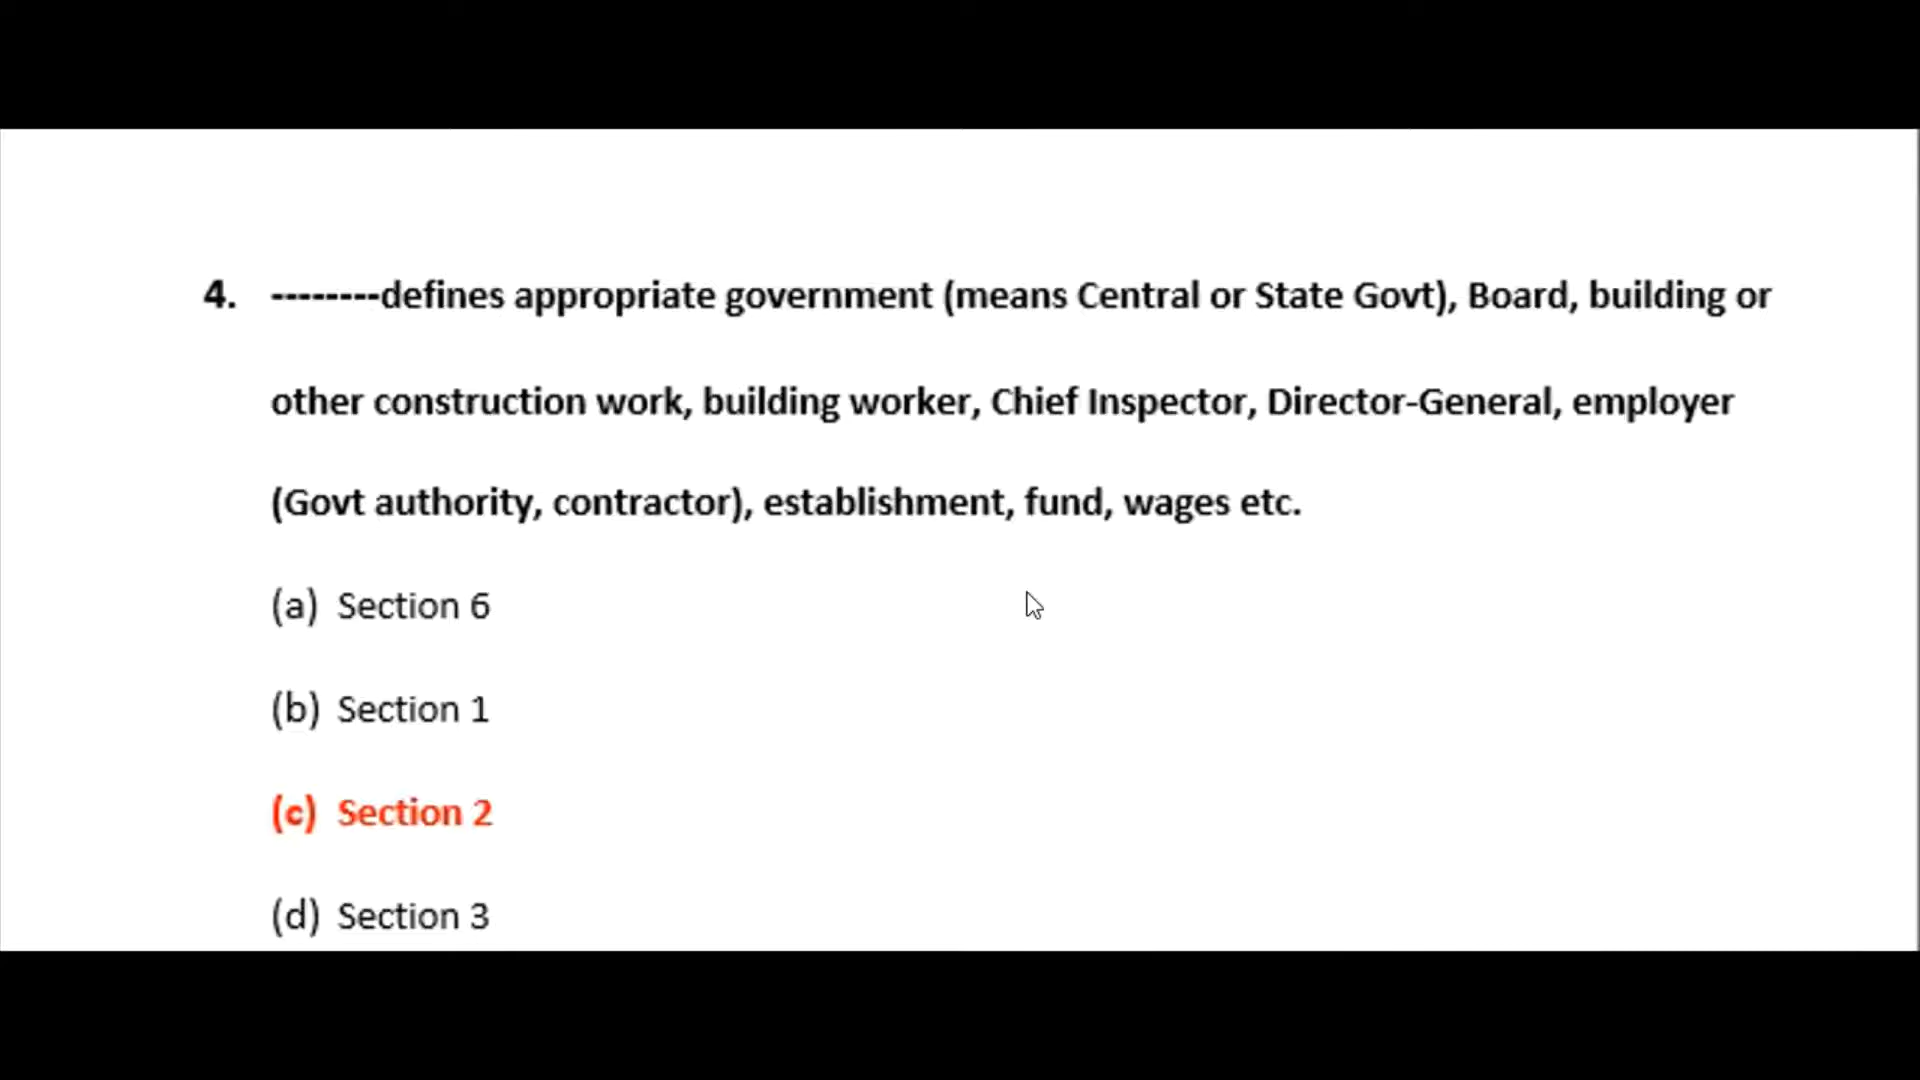 4. --------defines appropriate government (means Central or State Govt), Board, building or
other construction work, building worker, Chief Inspector, Director-General, employer
(Govt authority, contractor), establishment, fund, wages etc.
(a) Section 6
(b) Section 1
(c) Section 2
(d) Section 3